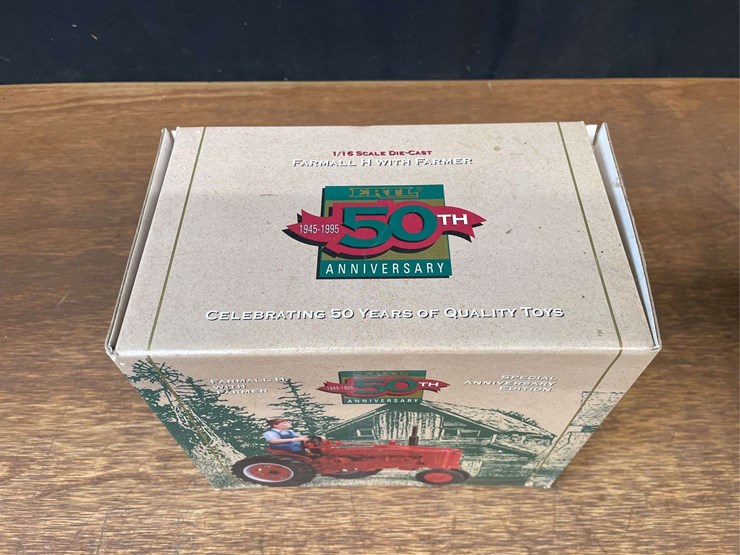 1/16 SCALE DIE-CAST
FARMALL H WITH FARMER
ERTL
1945-1995
50TH
ANNIVERSARY
CELEBRATING 50 YEARS OF QUALITY TOYS
FARMALL H
WITH
FARMER
ERTL
1945-1995
50TH
ANNIVERSARY
SPECIAL
ANNIVERSARY
EDITION